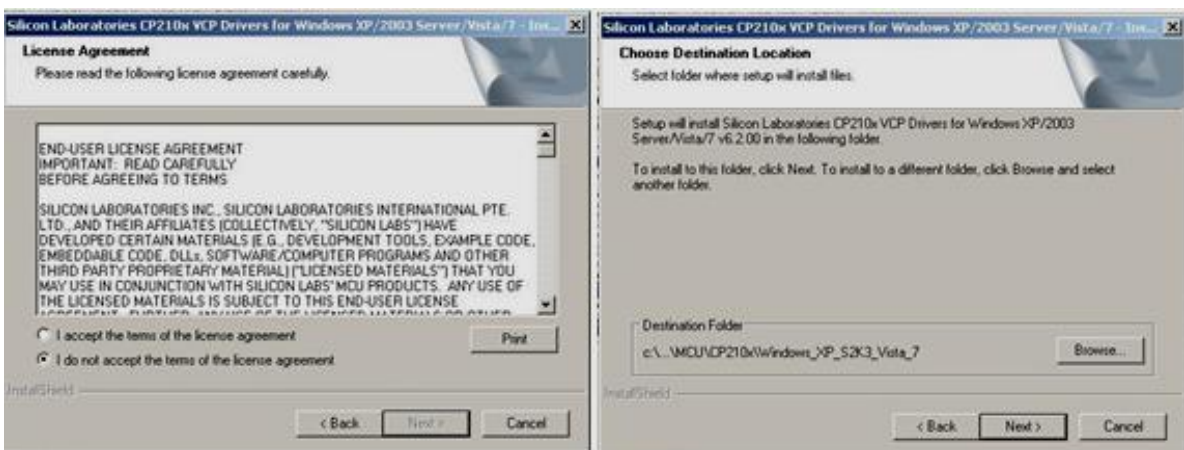 Silicon Laboratories CP210x VCP Drivers for Windows XP/2003 Server/Vista/7 - Ins...
License Agreement
Please read the following license agreement carefully.
END-USER LICENSE AGREEMENT
IMPORTANT: READ CAREFULLY
BEFORE AGREEING TO TERMS
SILICON LABORATORIES INC., SILICON LABORATORIES INTERNATIONAL PTE.
LTD., AND THEIR AFFILIATES (COLLECTIVELY, "SILICON LABS") HAVE
DEVELOPED CERTAIN MATERIALS (E.G., DEVELOPMENT TOOLS, EXAMPLE CODE,
EMBEDDABLE CODE, DLLs, SOFTWARE/COMPUTER PROGRAMS AND OTHER
THIRD PARTY PROPRIETARY MATERIAL) ("LICENSED MATERIALS") THAT YOU
MAY USE IN CONJUNCTION WITH SILICON LABS' MCU PRODUCTS. ANY USE OF
THE LICENSED MATERIALS IS SUBJECT TO THIS END-USER LICENSE
I accept the terms of the license agreement
Print
I do not accept the terms of the license agreement
InstallShield
< Back
Next >
Cancel
Silicon Laboratories CP210x VCP Drivers for Windows XP/2003 Server/Vista/7 - Ins...
Choose Destination Location
Select folder where setup will install files.
Setup will install Silicon Laboratories CP210x VCP Drivers for Windows XP/2003
Server/Vista/7 v6.2.00 in the following folder.
To install to this folder, click Next. To install to a different folder, click Browse and select
another folder.
Destination Folder
c:\...\MCU\CP210x\Windows_XP_S2K3_Vista_7
Browse...
InstallShield
< Back
Next >
Cancel